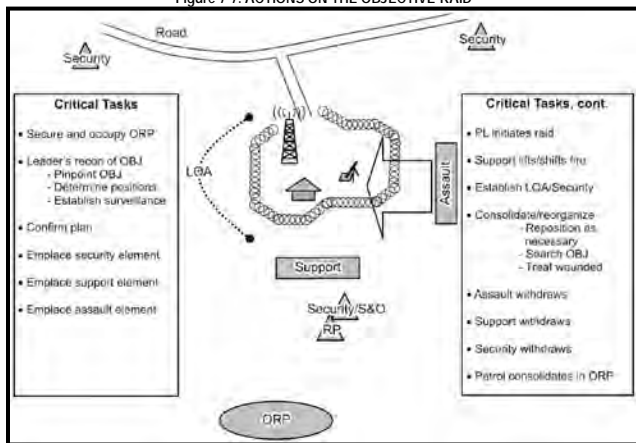 Figure 7-7. ACTIONS ON THE OBJECTIVE RAID
Road
Security
Security
Critical Tasks
• Secure and occupy ORP
• Leader's recon of OBJ
- Pinpoint OBJ
- Determine positions
- Establish surveillance
• Confirm plan
• Emplace security element
• Emplace support element
• Emplace assault element
LOA
Assault
Support
Security/S&O
RP
ORP
Critical Tasks, cont.
• PL initiates raid
• Support lifts/shifts fire
• Establish LOA/Security
• Consolidate/reorganize
- Reposition as
necessary
- Search OBJ
- Treat wounded
• Assault withdraws
• Support withdraws
• Security withdraws
• Patrol consolidates in ORP